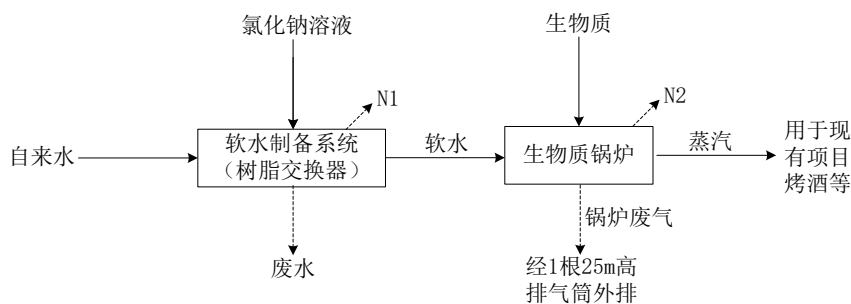 氯化钠溶液
生物质
N1
N2
自来水
软水制备系统
（树脂交换器）
软水
生物质锅炉
蒸汽
用于现
有项目
烤酒等
锅炉废气
废水
经1根25m高
排气筒外排